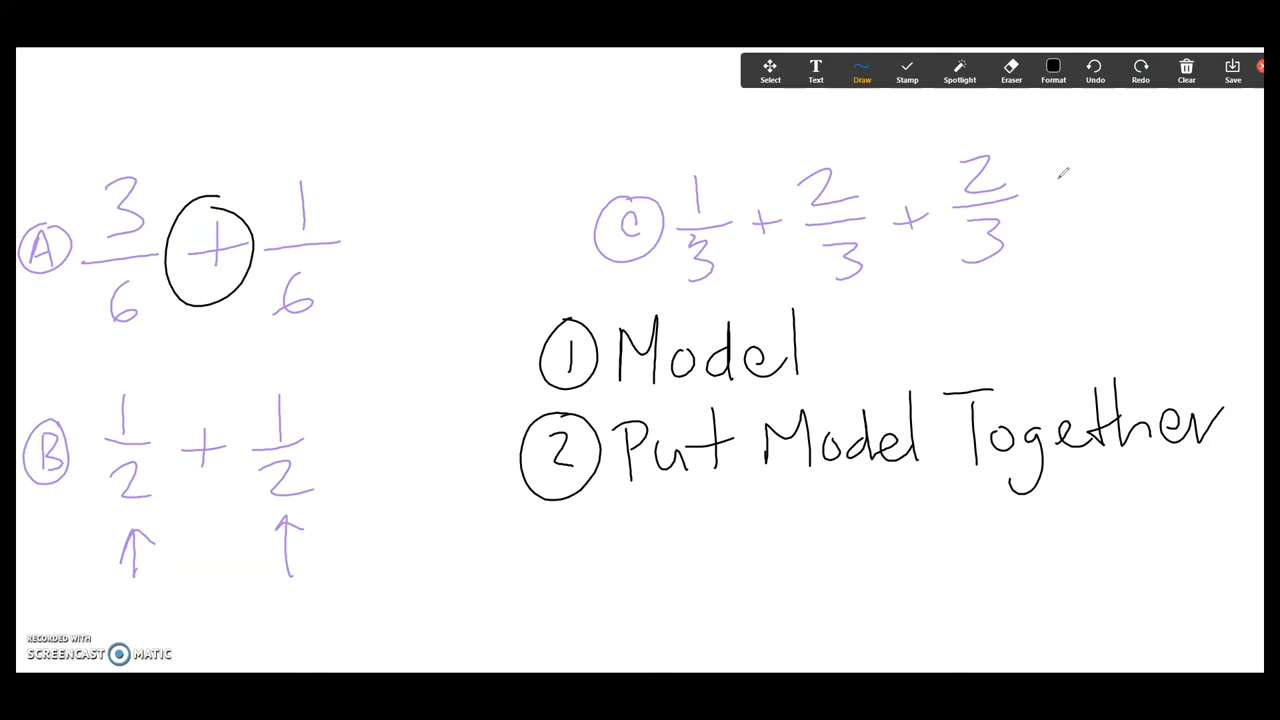 Select Text Draw Stamp Spotlight Eraser Format Undo Redo Clear Save
A 3/6 + 1/6
C 1/3 + 2/3 + 2/3
1 Model
2 Put Model Together
B 1/2 + 1/2
RECORDED WITH
SCREENCAST MATIC